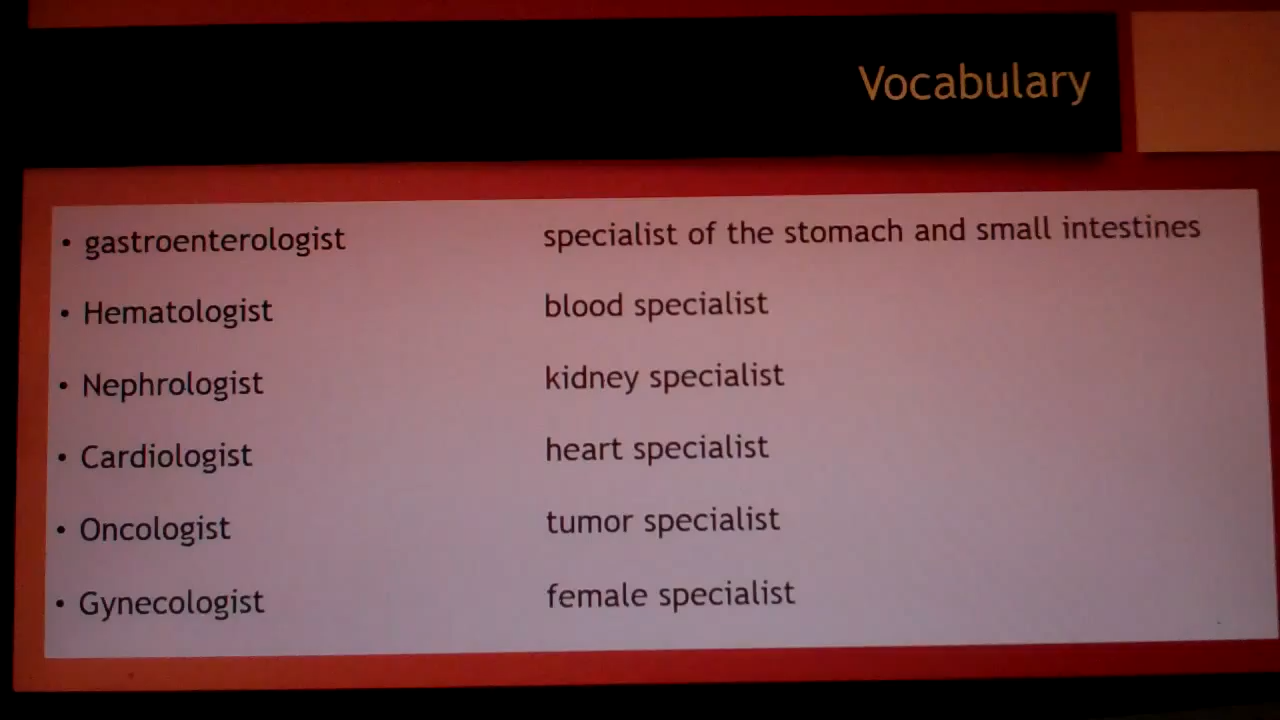 Vocabulary
• gastroenterologist specialist of the stomach and small intestines
• Hematologist blood specialist
• Nephrologist kidney specialist
• Cardiologist heart specialist
• Oncologist tumor specialist
• Gynecologist female specialist